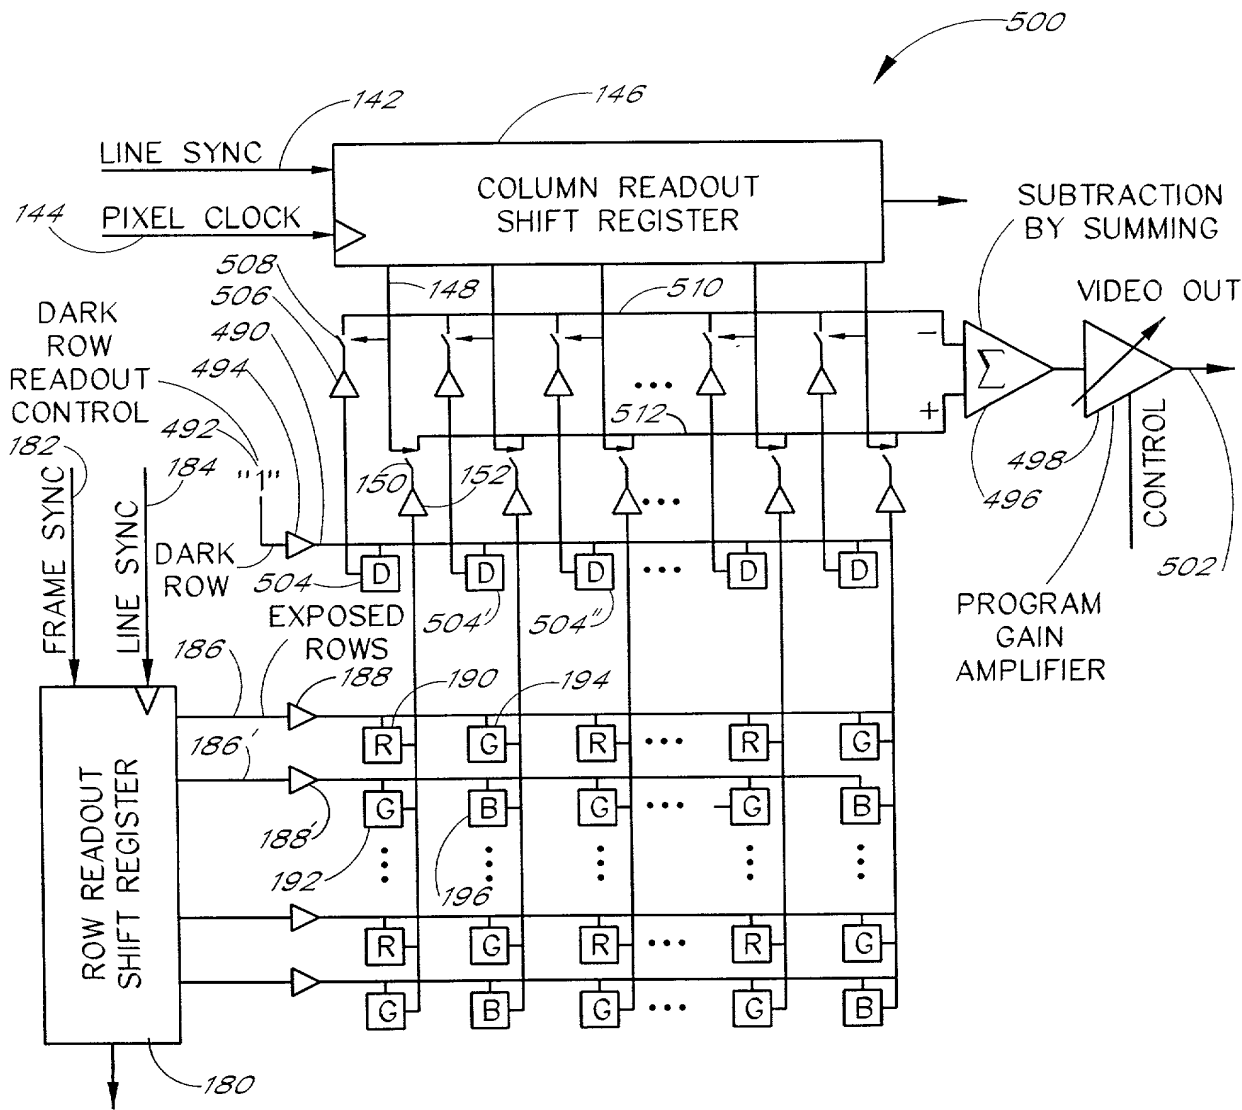 500
142
146
LINE SYNC
COLUMN READOUT
SHIFT REGISTER
144
PIXEL CLOCK
SUBTRACTION
BY SUMMING
508
148
510
506
VIDEO OUT
DARK
ROW
READOUT
CONTROL
490
494
−
Σ
...
+
512
502
498
496
CONTROL
492
182
184
"1"
150
152
...
FRAME SYNC
LINE SYNC
DARK
ROW
504
D D D ... D D
504'
504"
EXPOSED
ROWS
PROGRAM
GAIN
AMPLIFIER
186
188
190
194
R G R ... R G
186'
188'
G B G ... G B
192
196
ROW READOUT
SHIFT REGISTER
R G R ... R G
G B G ... G B
180